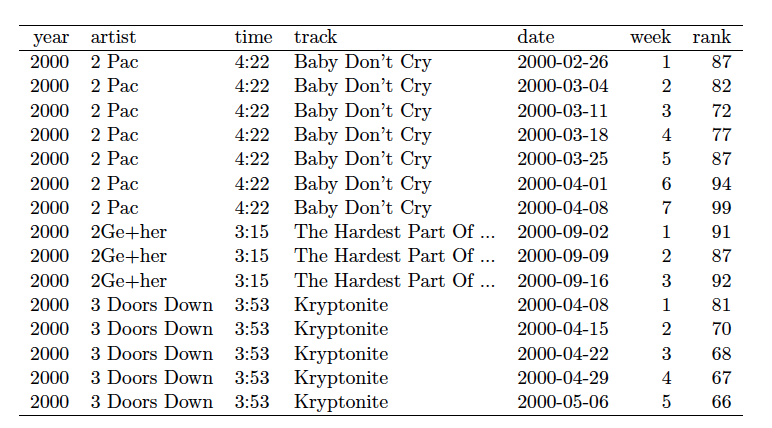 year artist time track date week rank
2000 2 Pac 4:22 Baby Don't Cry 2000-02-26 1 87
2000 2 Pac 4:22 Baby Don't Cry 2000-03-04 2 82
2000 2 Pac 4:22 Baby Don't Cry 2000-03-11 3 72
2000 2 Pac 4:22 Baby Don't Cry 2000-03-18 4 77
2000 2 Pac 4:22 Baby Don't Cry 2000-03-25 5 87
2000 2 Pac 4:22 Baby Don't Cry 2000-04-01 6 94
2000 2 Pac 4:22 Baby Don't Cry 2000-04-08 7 99
2000 2Ge+her 3:15 The Hardest Part Of ... 2000-09-02 1 91
2000 2Ge+her 3:15 The Hardest Part Of ... 2000-09-09 2 87
2000 2Ge+her 3:15 The Hardest Part Of ... 2000-09-16 3 92
2000 3 Doors Down 3:53 Kryptonite 2000-04-08 1 81
2000 3 Doors Down 3:53 Kryptonite 2000-04-15 2 70
2000 3 Doors Down 3:53 Kryptonite 2000-04-22 3 68
2000 3 Doors Down 3:53 Kryptonite 2000-04-29 4 67
2000 3 Doors Down 3:53 Kryptonite 2000-05-06 5 66